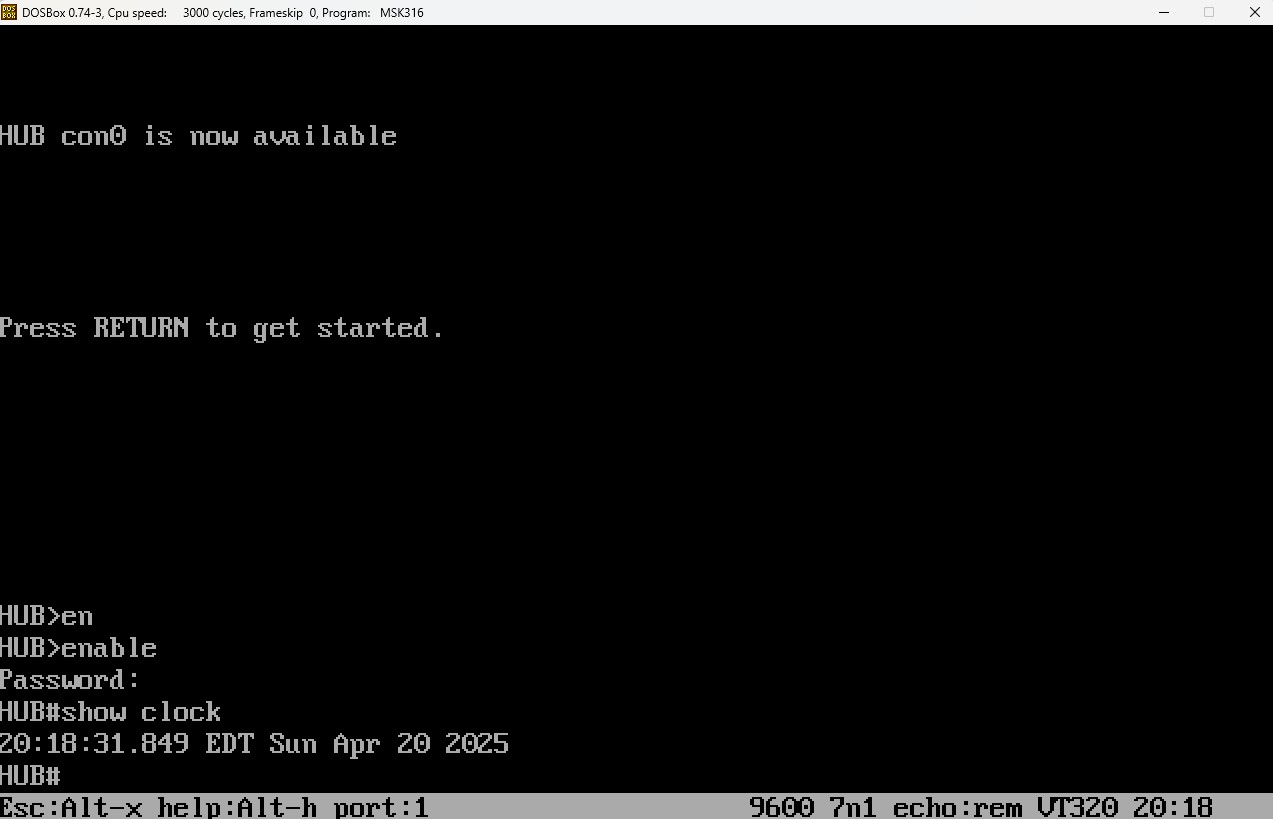 DOSBox 0.74-3, Cpu speed: 3000 cycles, Frameskip 0, Program: MSK316
HUB con0 is now available
Press RETURN to get started.
HUB>en
HUB>enable
Password:
HUB#show clock
20:18:31.849 EDT Sun Apr 20 2025
HUB#
Esc:Alt-x help:Alt-h port:1 9600 7n1 echo:rem VT320 20:18